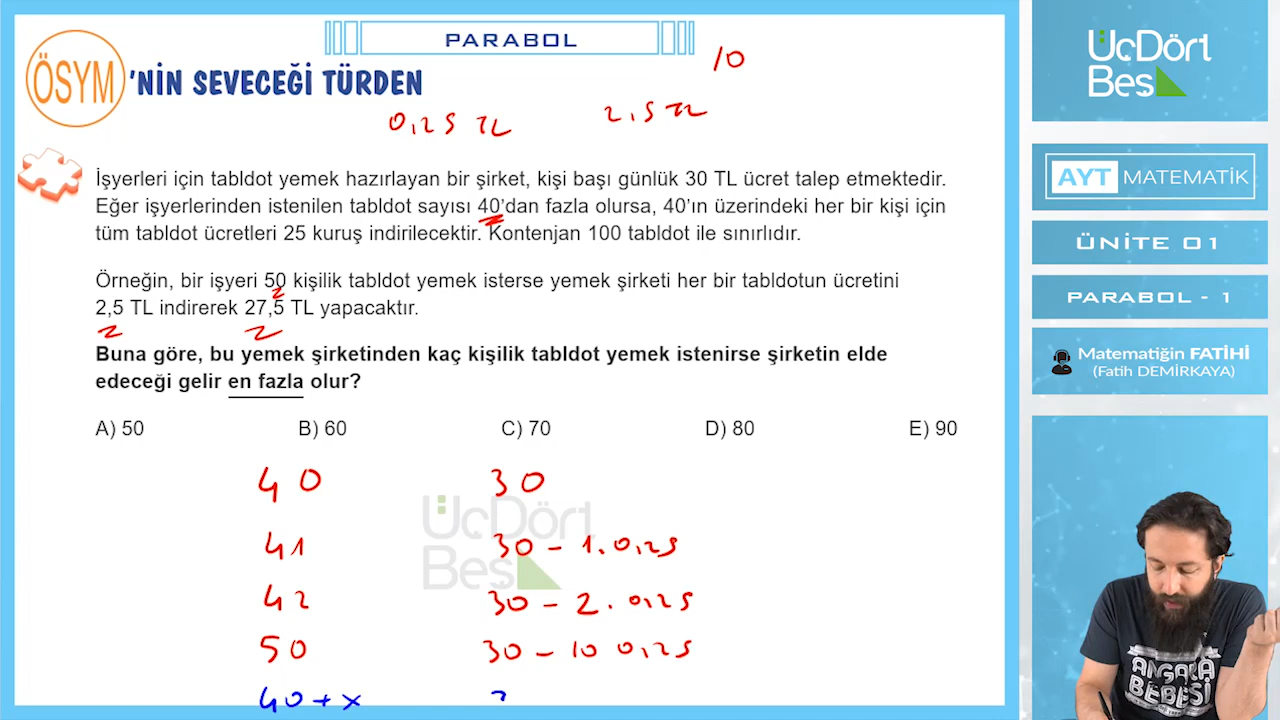 PARABOL
10
ÖSYM'NİN SEVECEĞİ TÜRDEN
0,25 TL 2,5 TL
İşyerleri için tabldot yemek hazırlayan bir şirket, kişi başı günlük 30 TL ücret talep etmektedir.
Eğer işyerlerinden istenilen tabldot sayısı 40'dan fazla olursa, 40'ın üzerindeki her bir kişi için
tüm tabldot ücretleri 25 kuruş indirilecektir. Kontenjan 100 tabldot ile sınırlıdır.
Örneğin, bir işyeri 50 kişilik tabldot yemek isterse yemek şirketi her bir tabldotun ücretini
2,5 TL indirerek 27,5 TL yapacaktır.
Buna göre, bu yemek şirketinden kaç kişilik tabldot yemek istenirse şirketin elde
edeceği gelir en fazla olur?
A) 50 B) 60 C) 70 D) 80 E) 90
40 30
41 30 - 1.0,25
42 30 - 2.0,25
50 30 - 10 0,25
40 + x
ÜçDört
Beş
ÜçDört
Beş
AYT MATEMATİK
ÜNİTE 01
PARABOL - 1
Matematiğin FATİHİ
(Fatih DEMİRKAYA)
ANGARA
BEBESİ